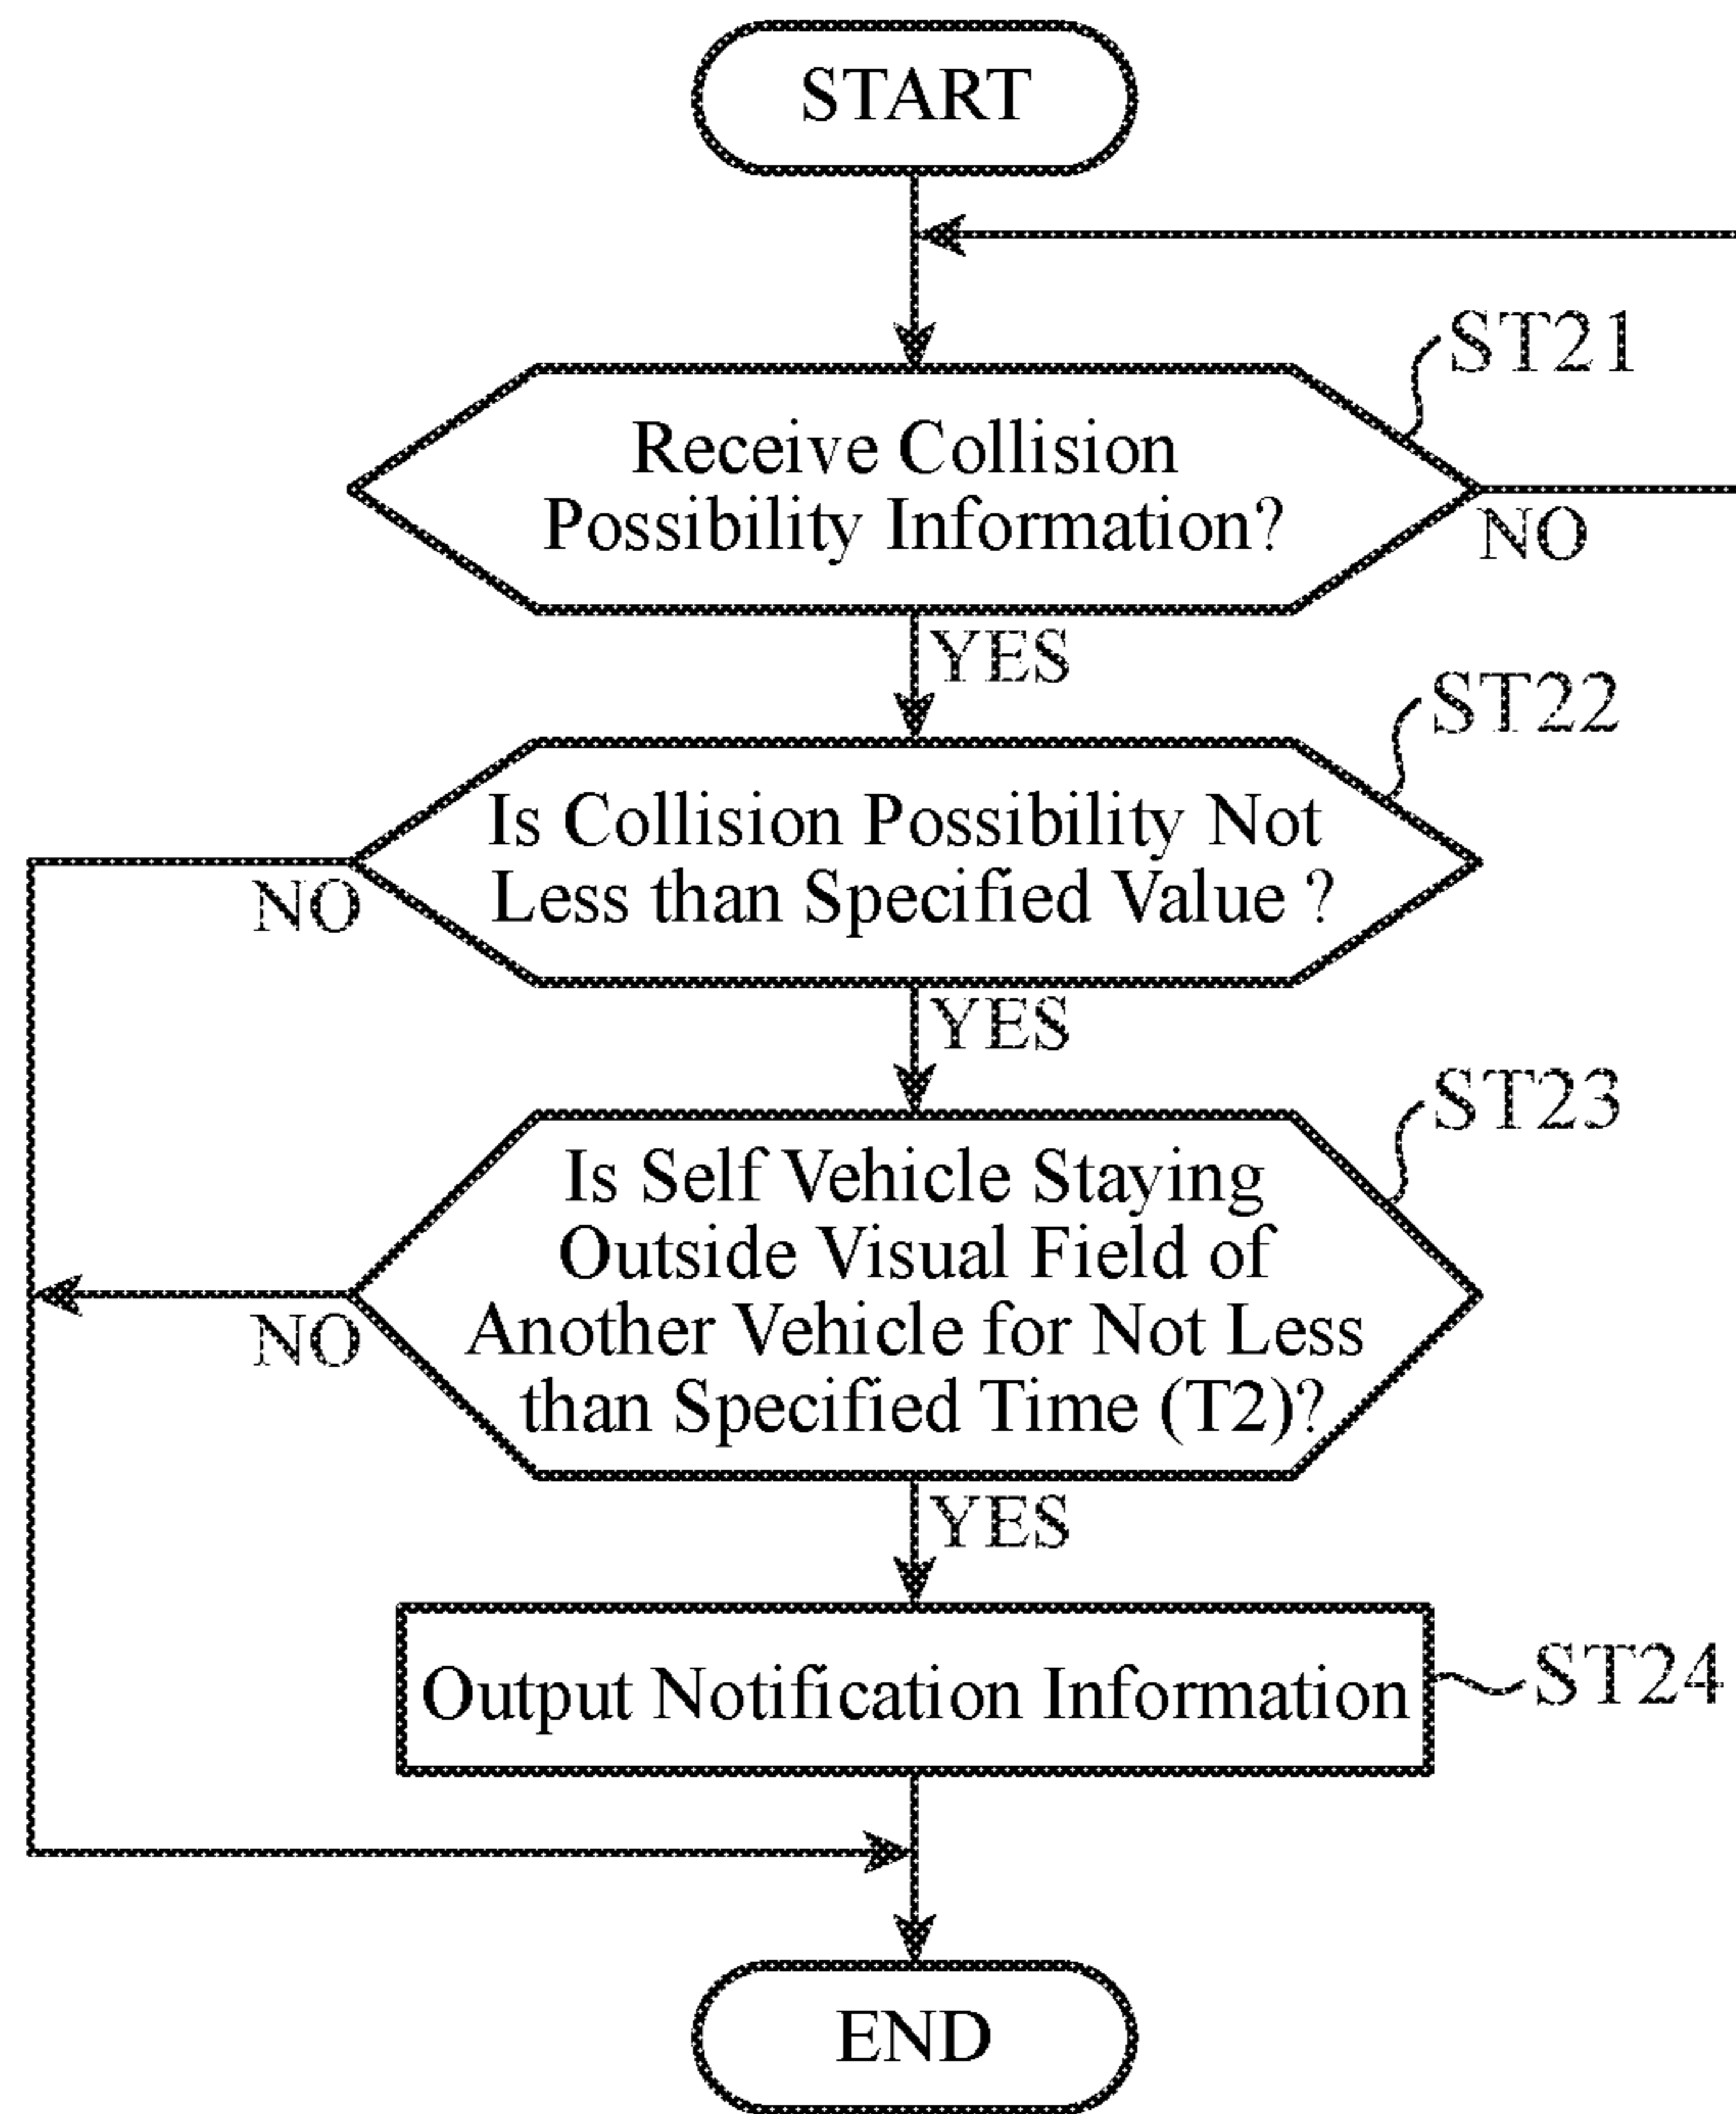 START
ST21
Receive Collision
Possibility Information?
NO
YES
ST22
Is Collision Possibility Not
Less than Specified Value ?
NO
YES
ST23
Is Self Vehicle Staying
Outside Visual Field of
Another Vehicle for Not Less
than Specified Time (T2)?
NO
YES
Output Notification Information
ST24
END